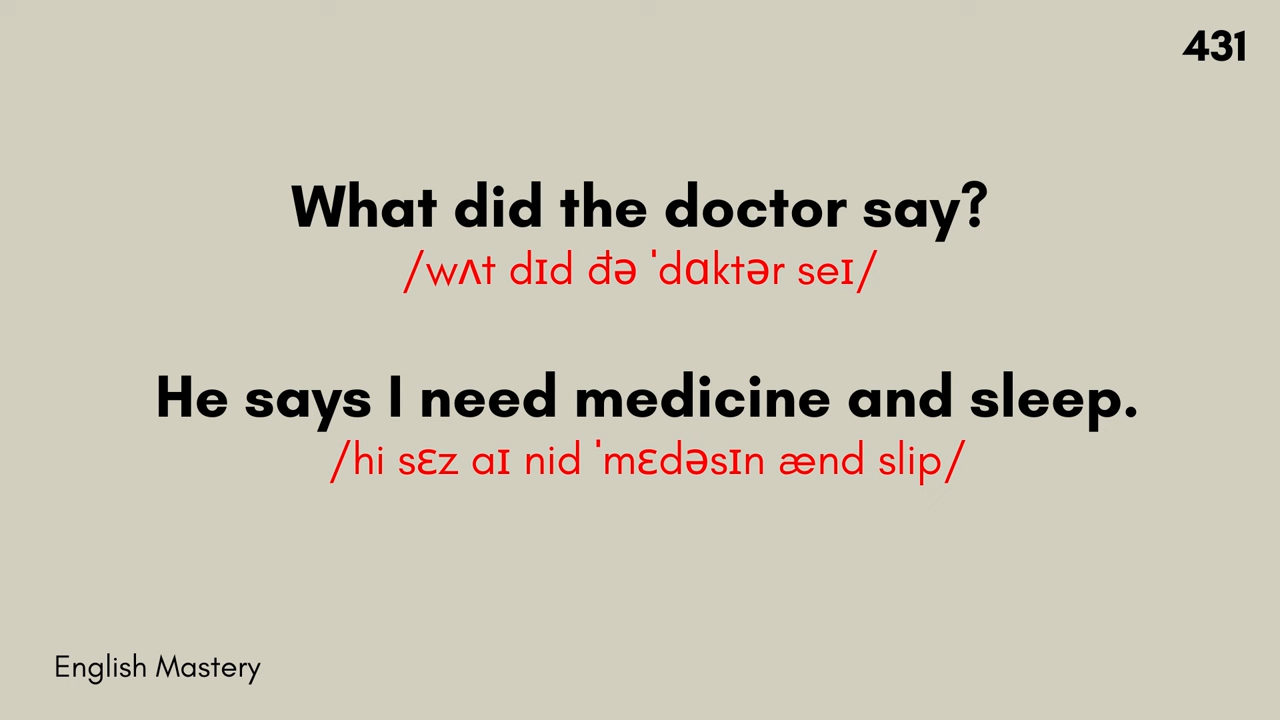 431
What did the doctor say?
/wʌt dɪd đə ˈdɑktər seɪ/
He says I need medicine and sleep.
/hi sɛz aɪ nid ˈmɛdəsɪn ænd slip/
English Mastery